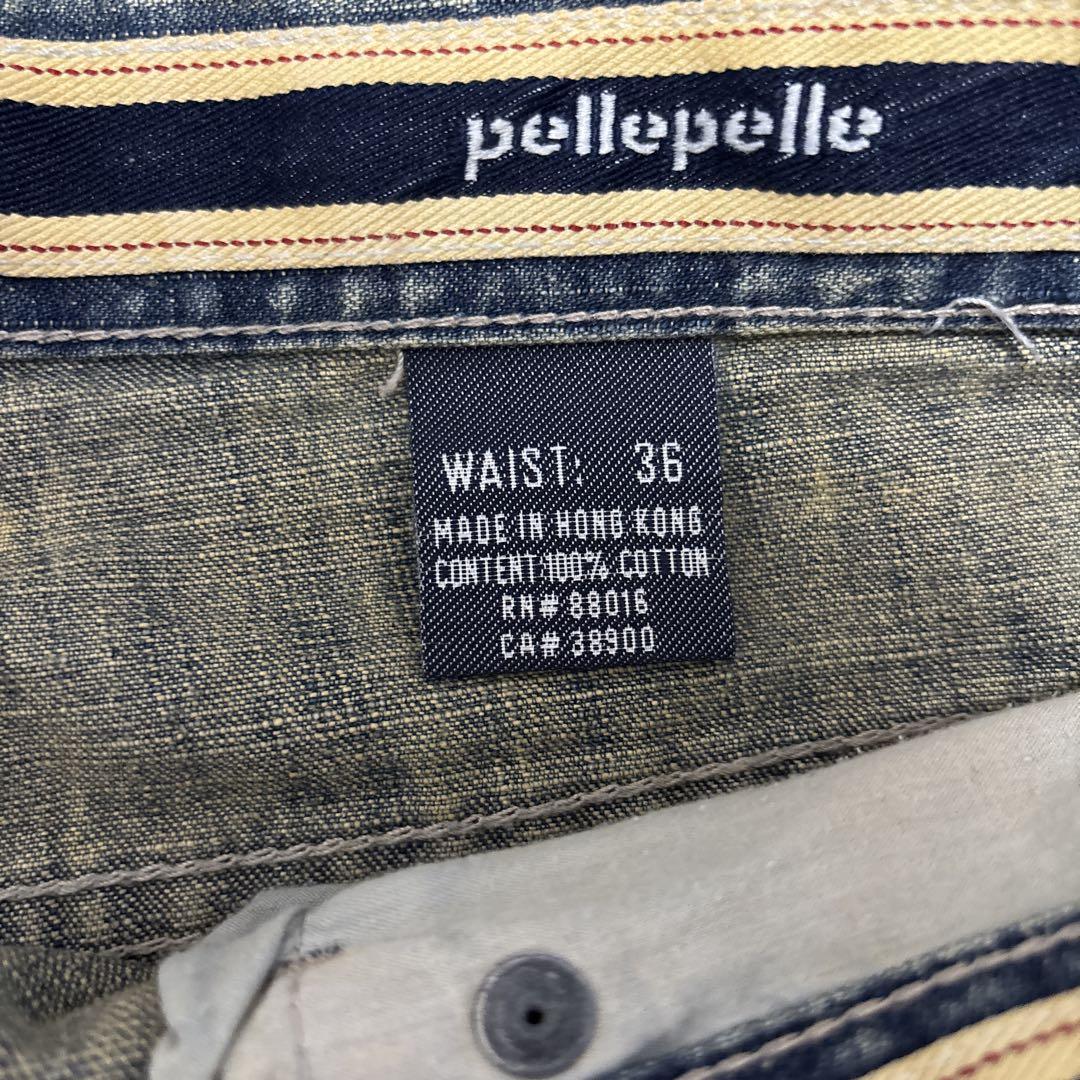 pellepelle
WAIST: 36
MADE IN HONG KONG
CONTENT:100% COTTON
RN# 88016
CA# 38900